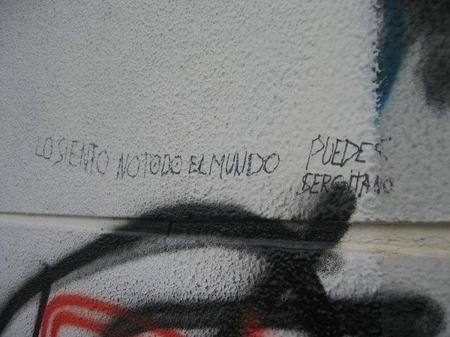 LO SIENTO NO TODO EL MUNDO PUEDE
SER GITANO